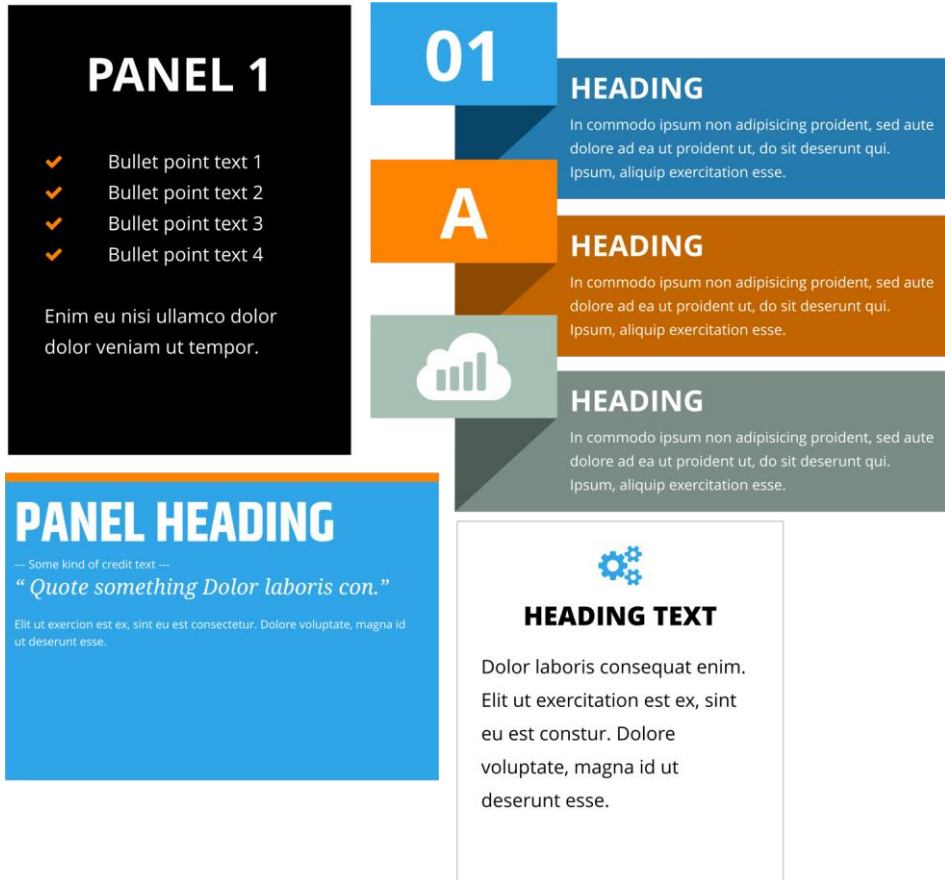 PANEL 1
Bullet point text 1
Bullet point text 2
Bullet point text 3
Bullet point text 4
Enim eu nisi ullamco dolor
dolor veniam ut tempor.
01
HEADING
In commodo ipsum non adipisicing proident, sed aute
dolore ad ea ut proident ut, do sit deserunt qui.
Ipsum, aliquip exercitation esse.
A
HEADING
In commodo ipsum non adipisicing proident, sed aute
dolore ad ea ut proident ut, do sit deserunt qui.
Ipsum, aliquip exercitation esse.
HEADING
In commodo ipsum non adipisicing proident, sed aute
dolore ad ea ut proident ut, do sit deserunt qui.
Ipsum, aliquip exercitation esse.
PANEL HEADING
--- Some kind of credit text ---
“ Quote something Dolor laboris con.”
Elit ut exercion est ex, sint eu est consectetur. Dolore voluptate, magna id
ut deserunt esse.
HEADING TEXT
Dolor laboris consequat enim.
Elit ut exercitation est ex, sint
eu est constur. Dolore
voluptate, magna id ut
deserunt esse.